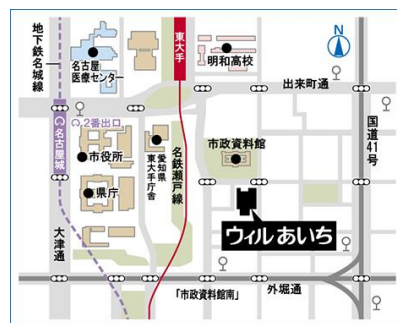 地下鉄名城線
名古屋
医療センター
東大手
明和高校
N
出来町通
名古屋城
2番出口
市役所
県庁
愛知県
東大手庁舎
名鉄瀬戸線
市政資料館
国道41号
ウィルあいち
大津通
「市政資料館南」
外堀通